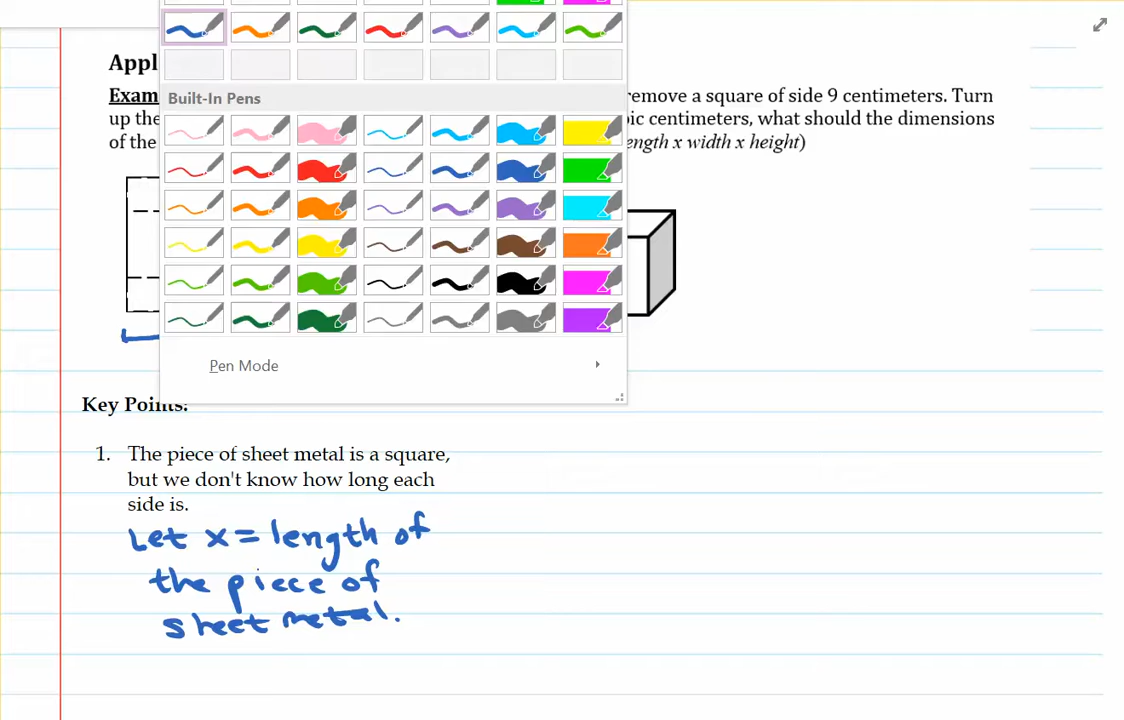 Appl
Exam emove a square of side 9 centimeters. Turn
up the ic centimeters, what should the dimensions
of the ength x width x height)
Built-In Pens
Pen Mode
Key Points:
1. The piece of sheet metal is a square,
but we don't know how long each
side is.
Let x = length of
the piece of
sheet metal.